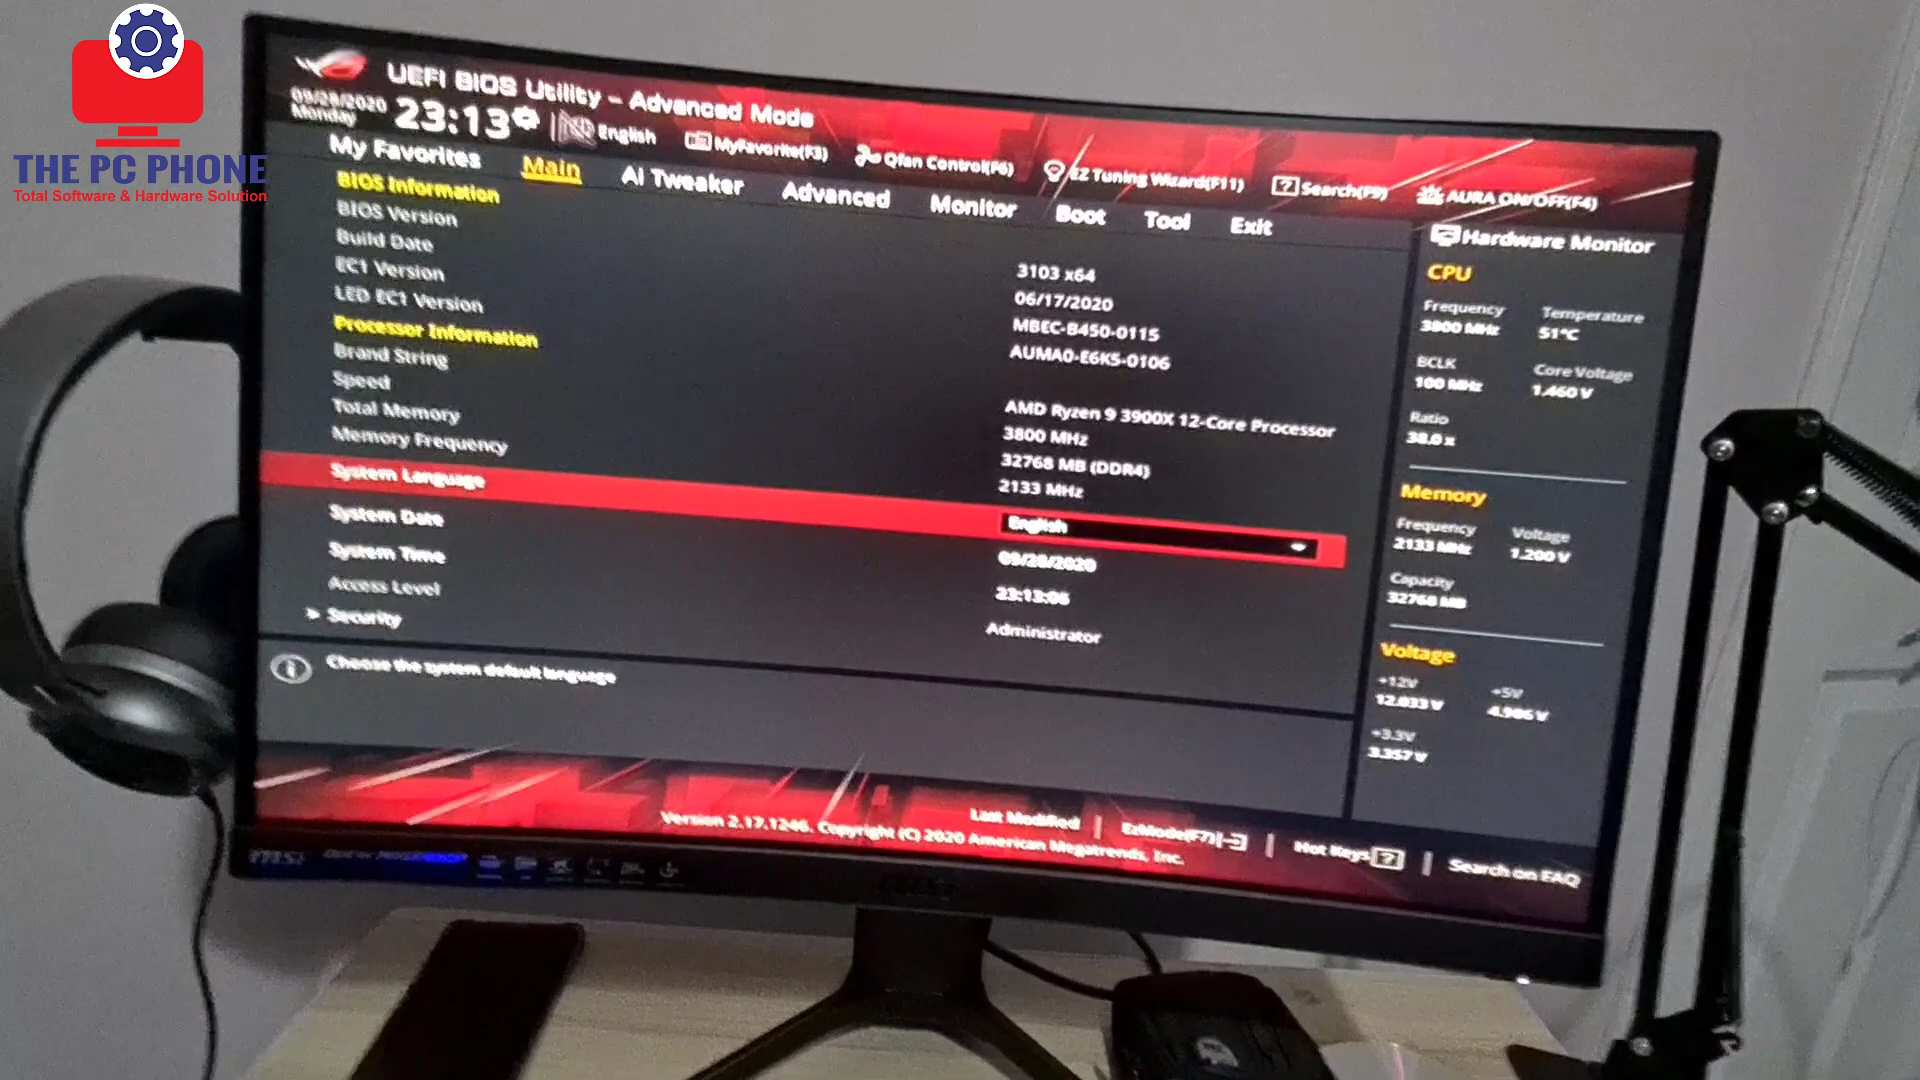 THE PC PHONE
Total Software & Hardware Solution
UEFI BIOS Utility – Advanced Mode
09/28/2020
Monday
23:13
English
MyFavorite(F3)
Qfan Control(F6)
EZ Tuning Wizard(F11)
Search(F9)
AURA ON/OFF(F4)
My Favorites
Main
Ai Tweaker
Advanced
Monitor
Boot
Tool
Exit
BIOS Information
BIOS Version 3103 x64
Build Date 06/17/2020
EC1 Version MBEC-B450-0115
LED EC1 Version AUMA0-E6K5-0106
Processor Information
Brand String AMD Ryzen 9 3900X 12-Core Processor
Speed 3800 MHz
Total Memory 32768 MB (DDR4)
Memory Frequency 2133 MHz
System Language English
System Date 09/28/2020
System Time 23:13:06
Access Level Administrator
Security
Choose the system default language
Hardware Monitor
CPU
Frequency Temperature
3800 MHz 51°C
BCLK Core Voltage
100 MHz 1.460 V
Ratio
38.0 x
Memory
Frequency Voltage
2133 MHz 1.200 V
Capacity
32768 MB
Voltage
+12V +5V
12.033 V 4.986 V
+3.3V
3.357 V
Last Modified
EzMode(F7)
Hot Keys ?
Search on FAQ
Version 2.17.1246. Copyright (C) 2020 American Megatrends, Inc.
msi